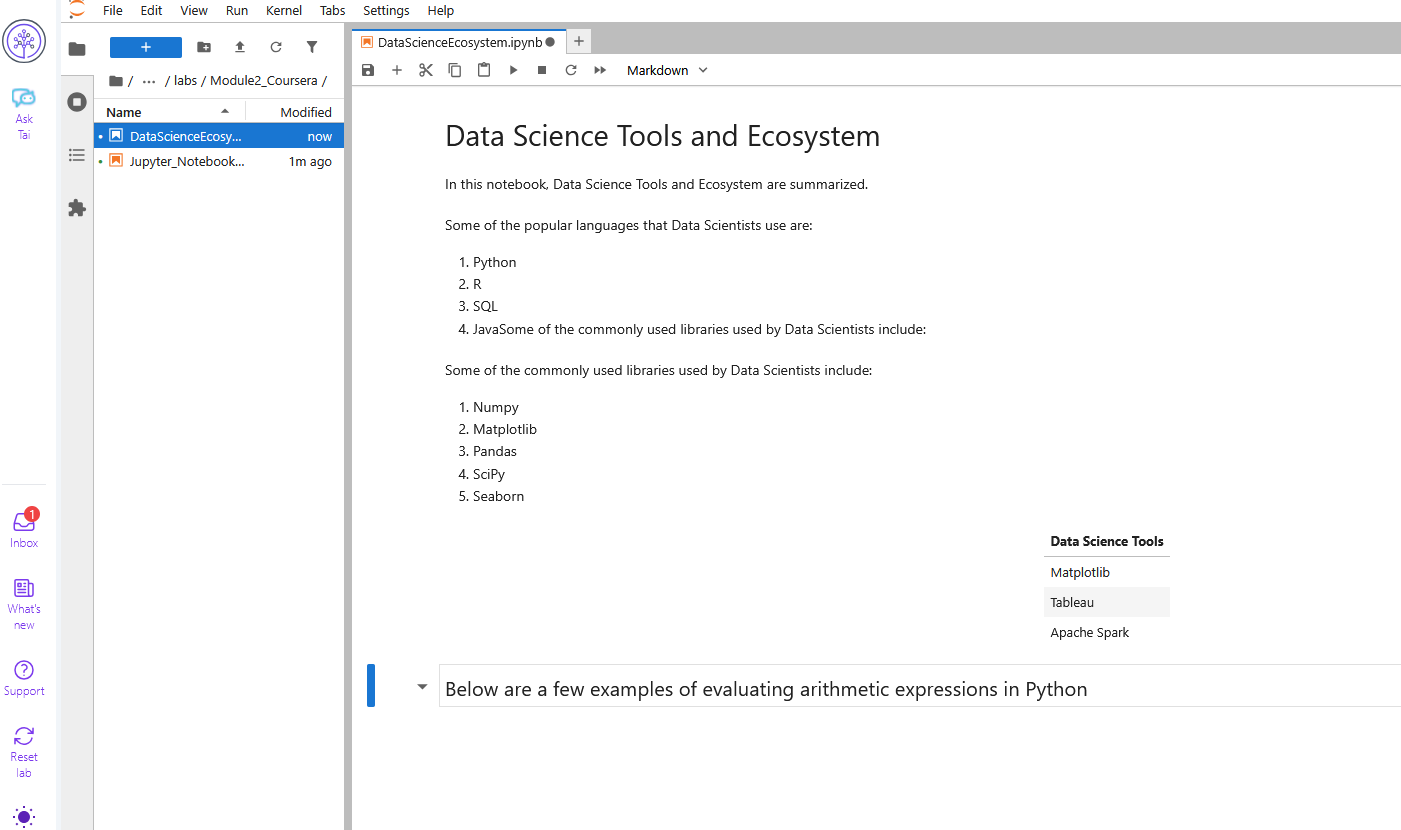 File Edit View Run Kernel Tabs Settings Help
DataScienceEcosystem.ipynb
Markdown
/ ... / labs / Module2_Coursera /
Name Modified
DataScienceEcosy... now
Jupyter_Notebook... 1m ago
Ask
Tai
Inbox
1
What's
new
Support
Reset
lab
Data Science Tools and Ecosystem
In this notebook, Data Science Tools and Ecosystem are summarized.
Some of the popular languages that Data Scientists use are:
1. Python
2. R
3. SQL
4. JavaSome of the commonly used libraries used by Data Scientists include:
Some of the commonly used libraries used by Data Scientists include:
1. Numpy
2. Matplotlib
3. Pandas
4. SciPy
5. Seaborn
Data Science Tools
Matplotlib
Tableau
Apache Spark
Below are a few examples of evaluating arithmetic expressions in Python